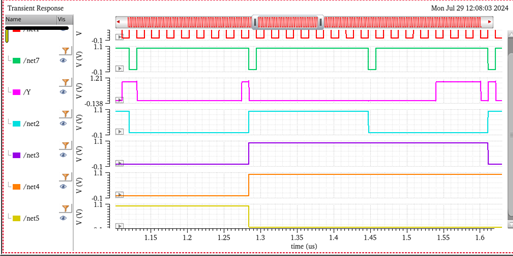 Transient Response
Mon Jul 29 12:08:03 2024
Name
Vis
V
-0.1
/net7
1.1
V (V)
-0.1
/Y
1.21
V (V)
-0.138
/net2
1.1
V (V)
-0.1
/net3
1.1
V (V)
-0.1
/net4
1.1
V (V)
-0.1
/net5
1.1
V (V)
1.15 1.2 1.25 1.3 1.35 1.4 1.45 1.5 1.55 1.6
time (us)